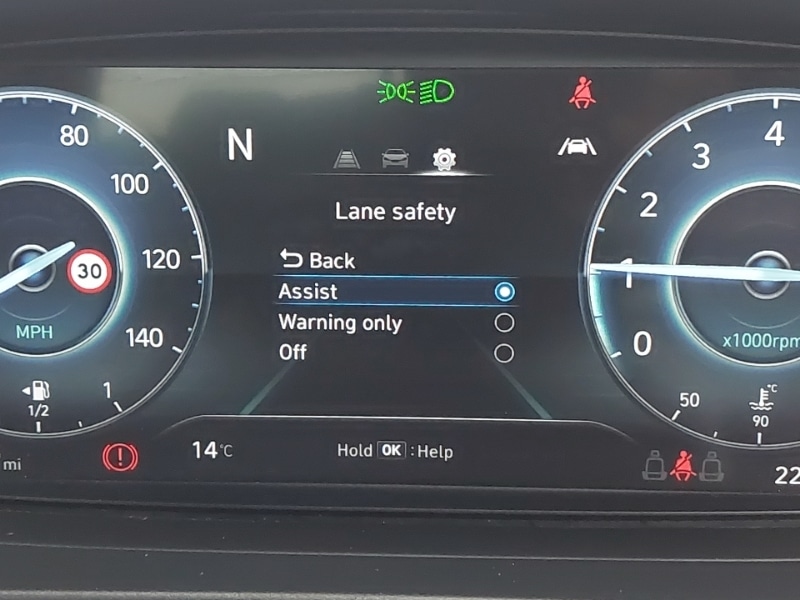 80
N
4
100
3
2
Lane safety
120
30
1
Back
Assist
Warning only
Off
MPH
140
0
x1000rpm
1/2
1
50
°C
90
mi
14°C
Hold OK : Help
22